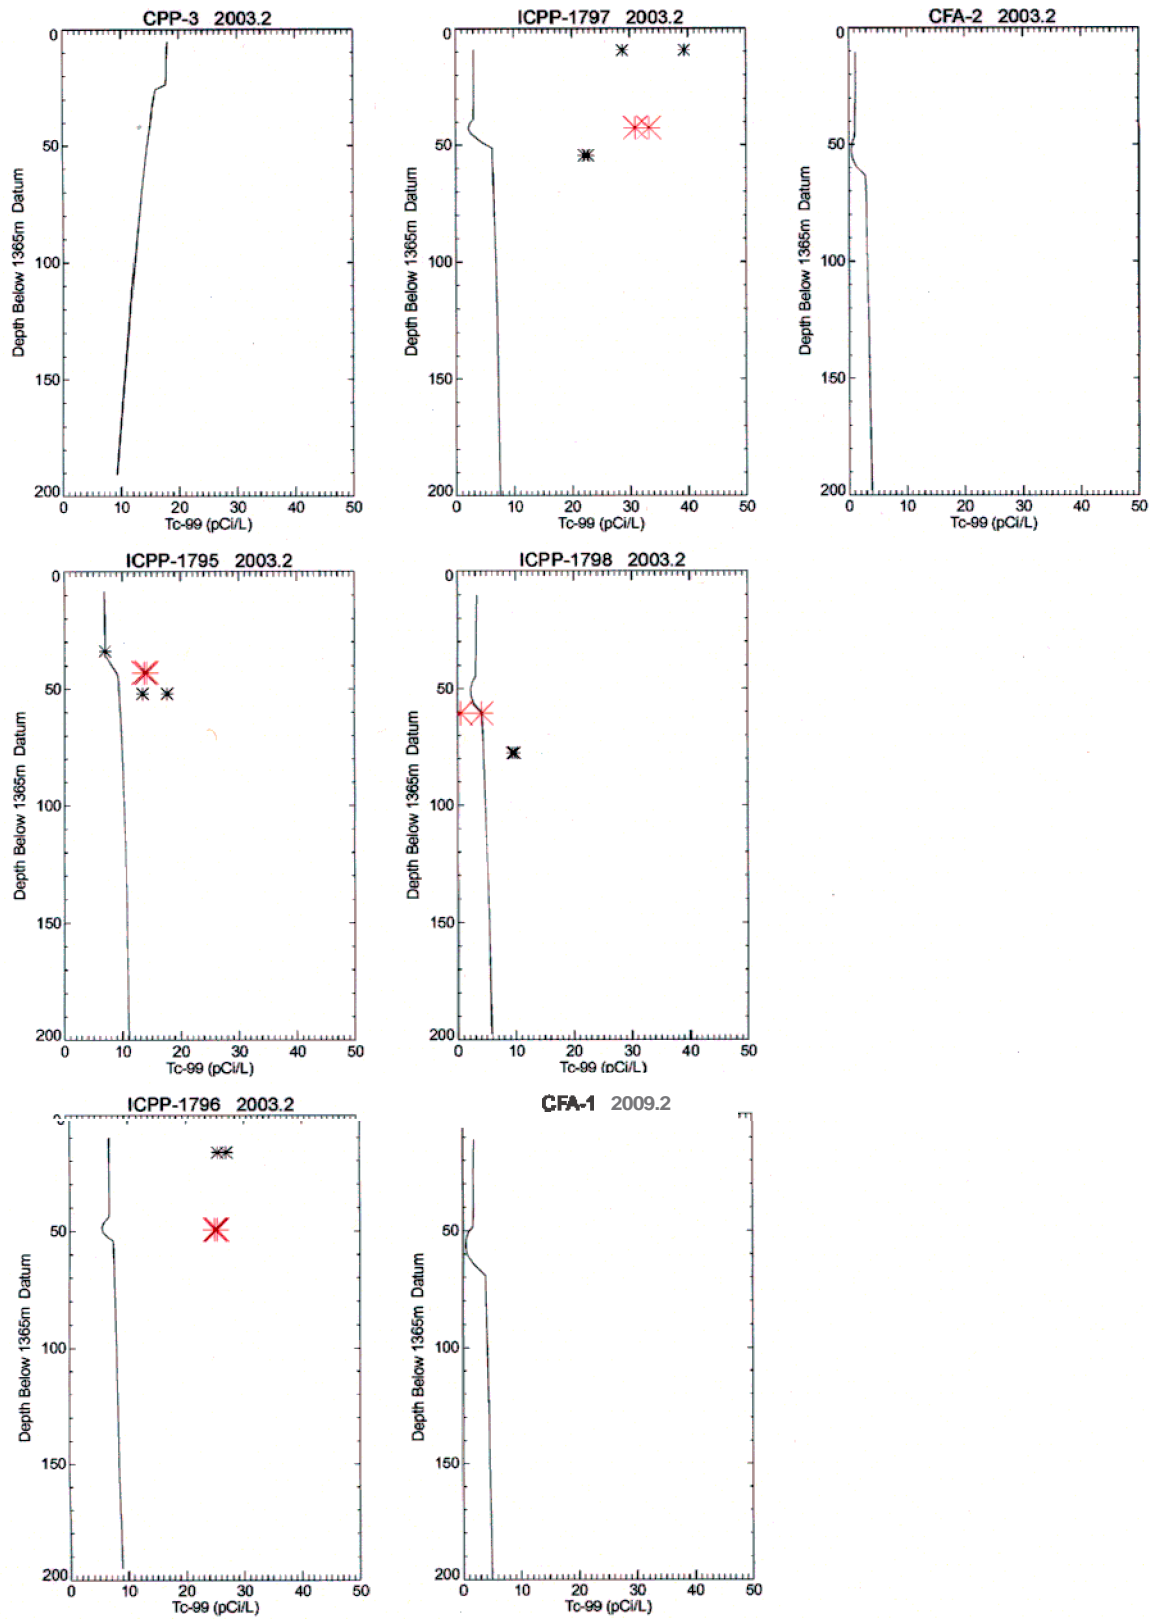 CPP-3 2003.2
0
50
100
150
200
Depth Below 1365m Datum
0 10 20 30 40 50
Tc-99 (pCi/L)
ICPP-1797 2003.2
0
50
100
150
200
Depth Below 1365m Datum
0 10 20 30 40 50
Tc-99 (pCi/L)
CFA-2 2003.2
0
50
100
150
200
Depth Below 1365m Datum
0 10 20 30 40 50
Tc-99 (pCi/L)
ICPP-1795 2003.2
0
50
100
150
200
Depth Below 1365m Datum
0 10 20 30 40 50
Tc-99 (pCi/L)
ICPP-1798 2003.2
0
50
100
150
200
Depth Below 1365m Datum
0 10 20 30 40 50
Tc-99 (pCi/L)
ICPP-1796 2003.2
50
100
150
200
Depth Below 1365m Datum
0 10 20 30 40 50
Tc-99 (pCi/L)
CFA-1 2009.2
50
100
150
200
Depth Below 1365m Datum
0 10 20 30 40 50
Tc-99 (pCi/L)